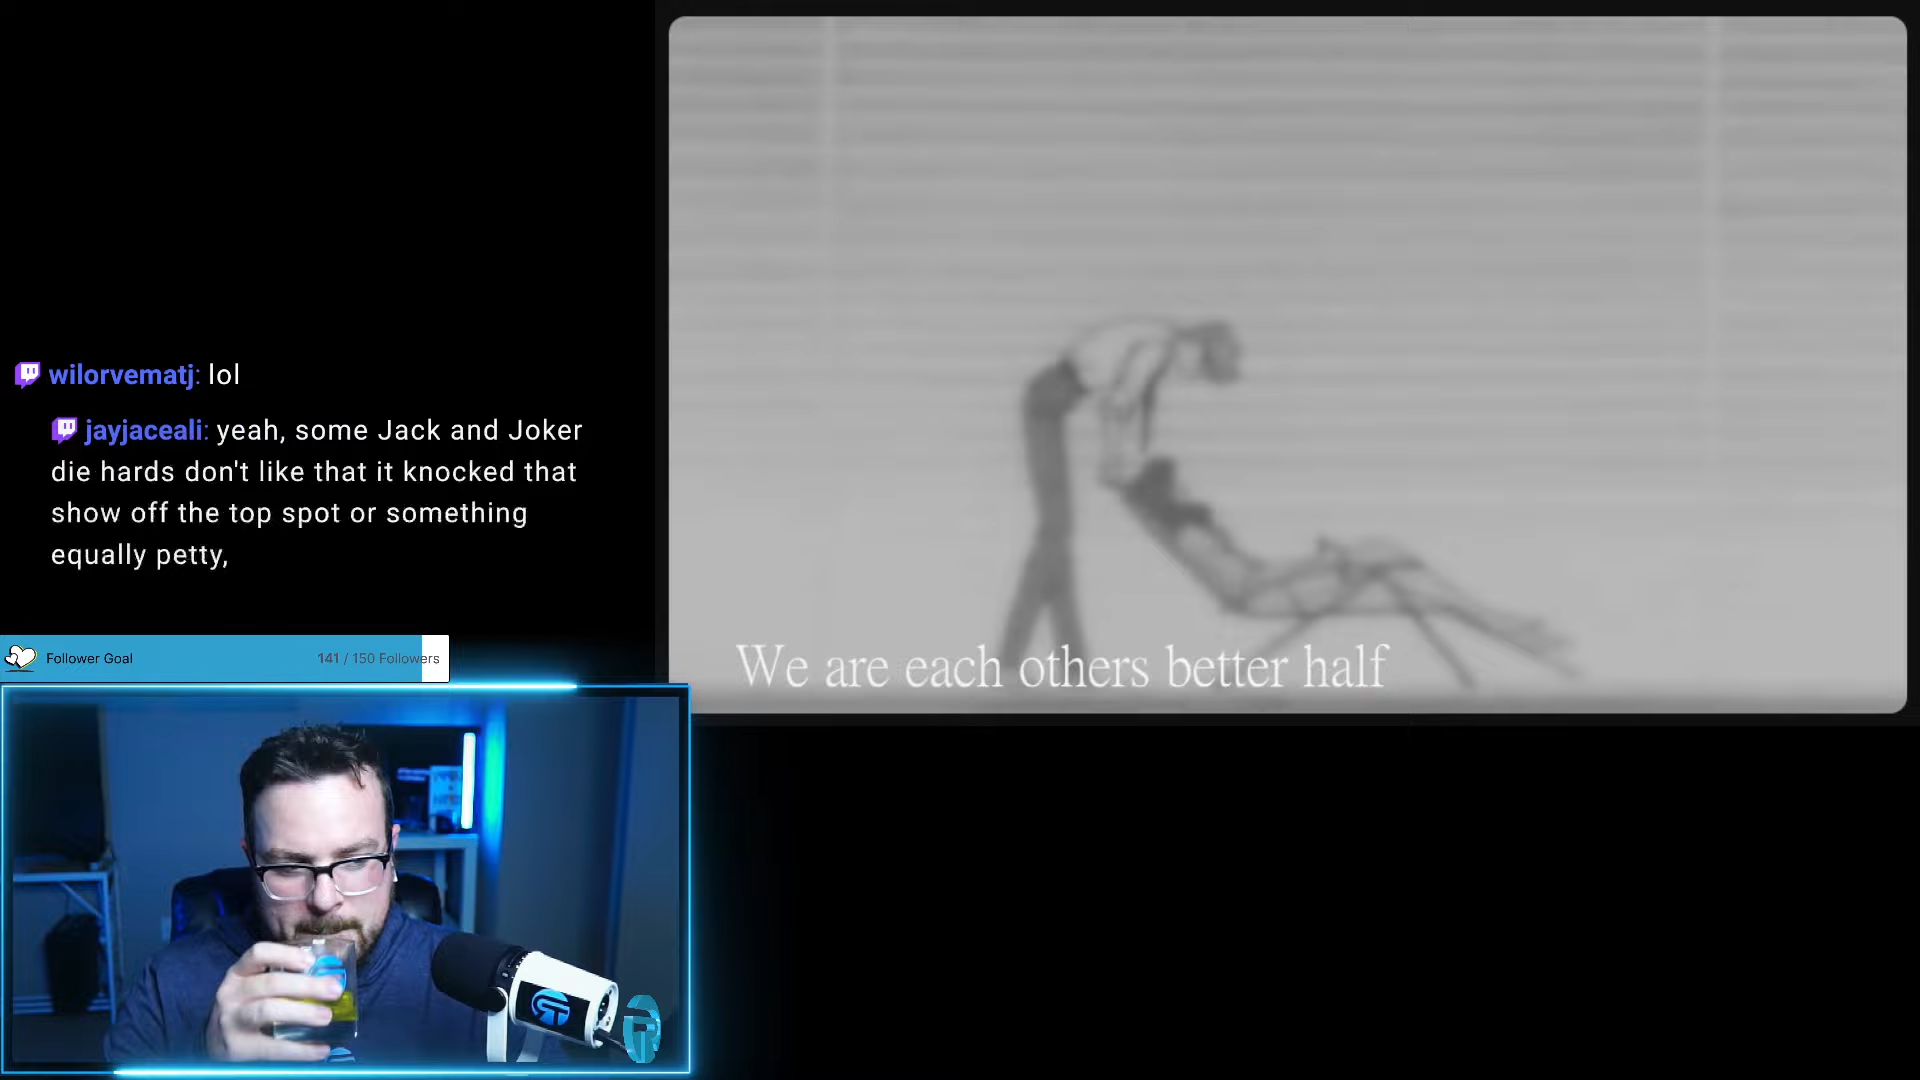 wilorvematj: lol
jayjaceali: yeah, some Jack and Joker
die hards don't like that it knocked that
show off the top spot or something
equally petty,
Follower Goal
141 / 150 Followers
We are each others better half